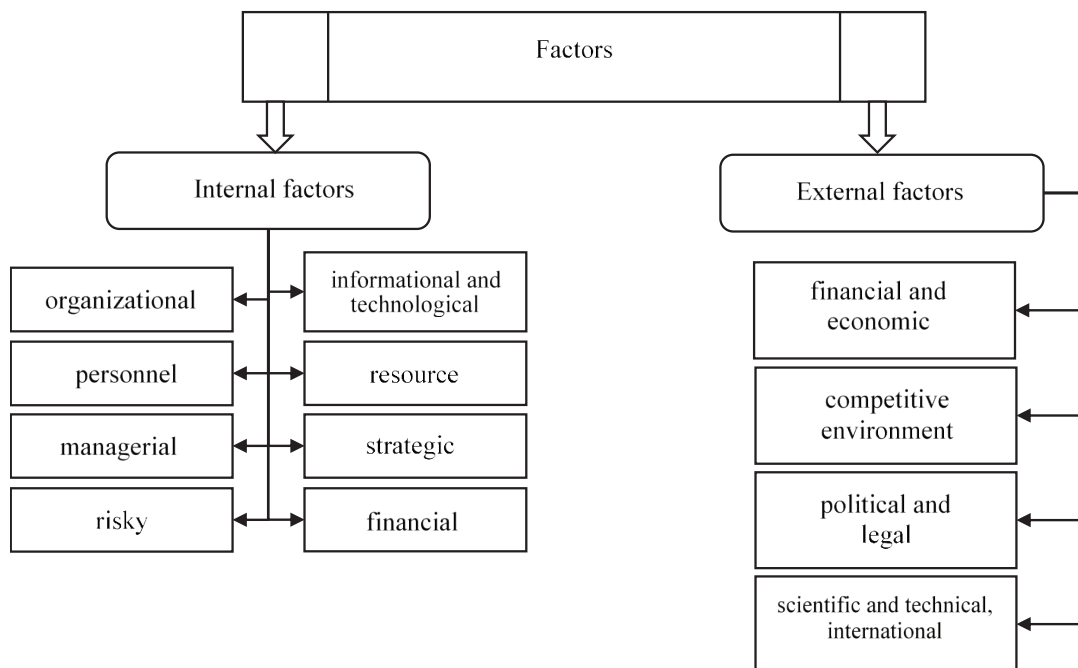 Factors
Internal factors
organizational
personnel
managerial
risky
informational and
technological
resource
strategic
financial
External factors
financial and
economic
competitive
environment
political and
legal
scientific and technical,
international